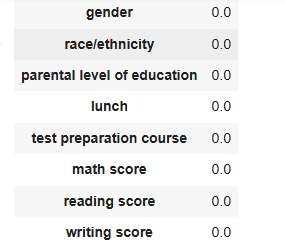 gender 0.0
race/ethnicity 0.0
parental level of education 0.0
lunch 0.0
test preparation course 0.0
math score 0.0
reading score 0.0
writing score 0.0